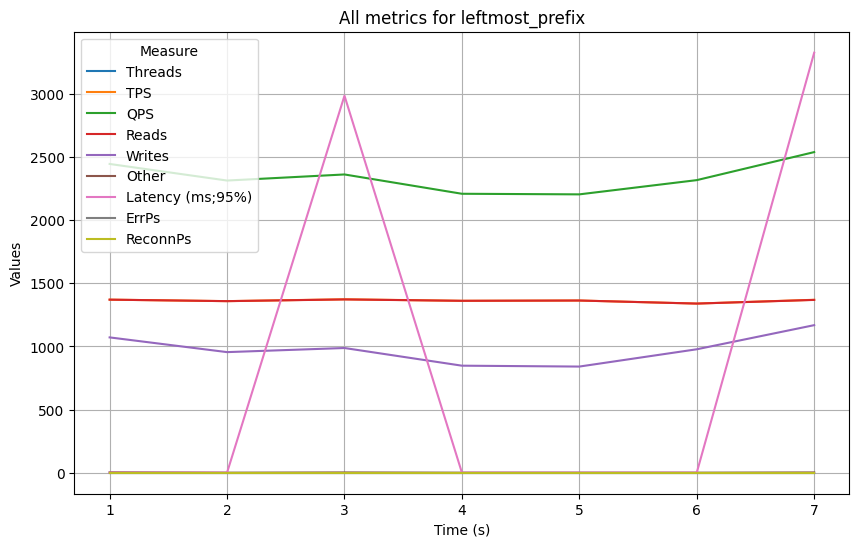 All metrics for leftmost_prefix
Measure
Threads
TPS
QPS
Reads
Writes
Other
Latency (ms;95%)
ErrPs
ReconnPs
Values
3000
2500
2000
1500
1000
500
0
1 2 3 4 5 6 7
Time (s)